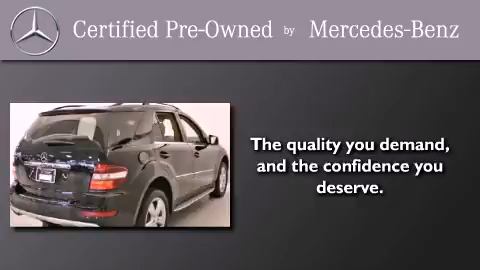 Certified Pre-Owned by Mercedes-Benz
The quality you demand,
and the confidence you
deserve.